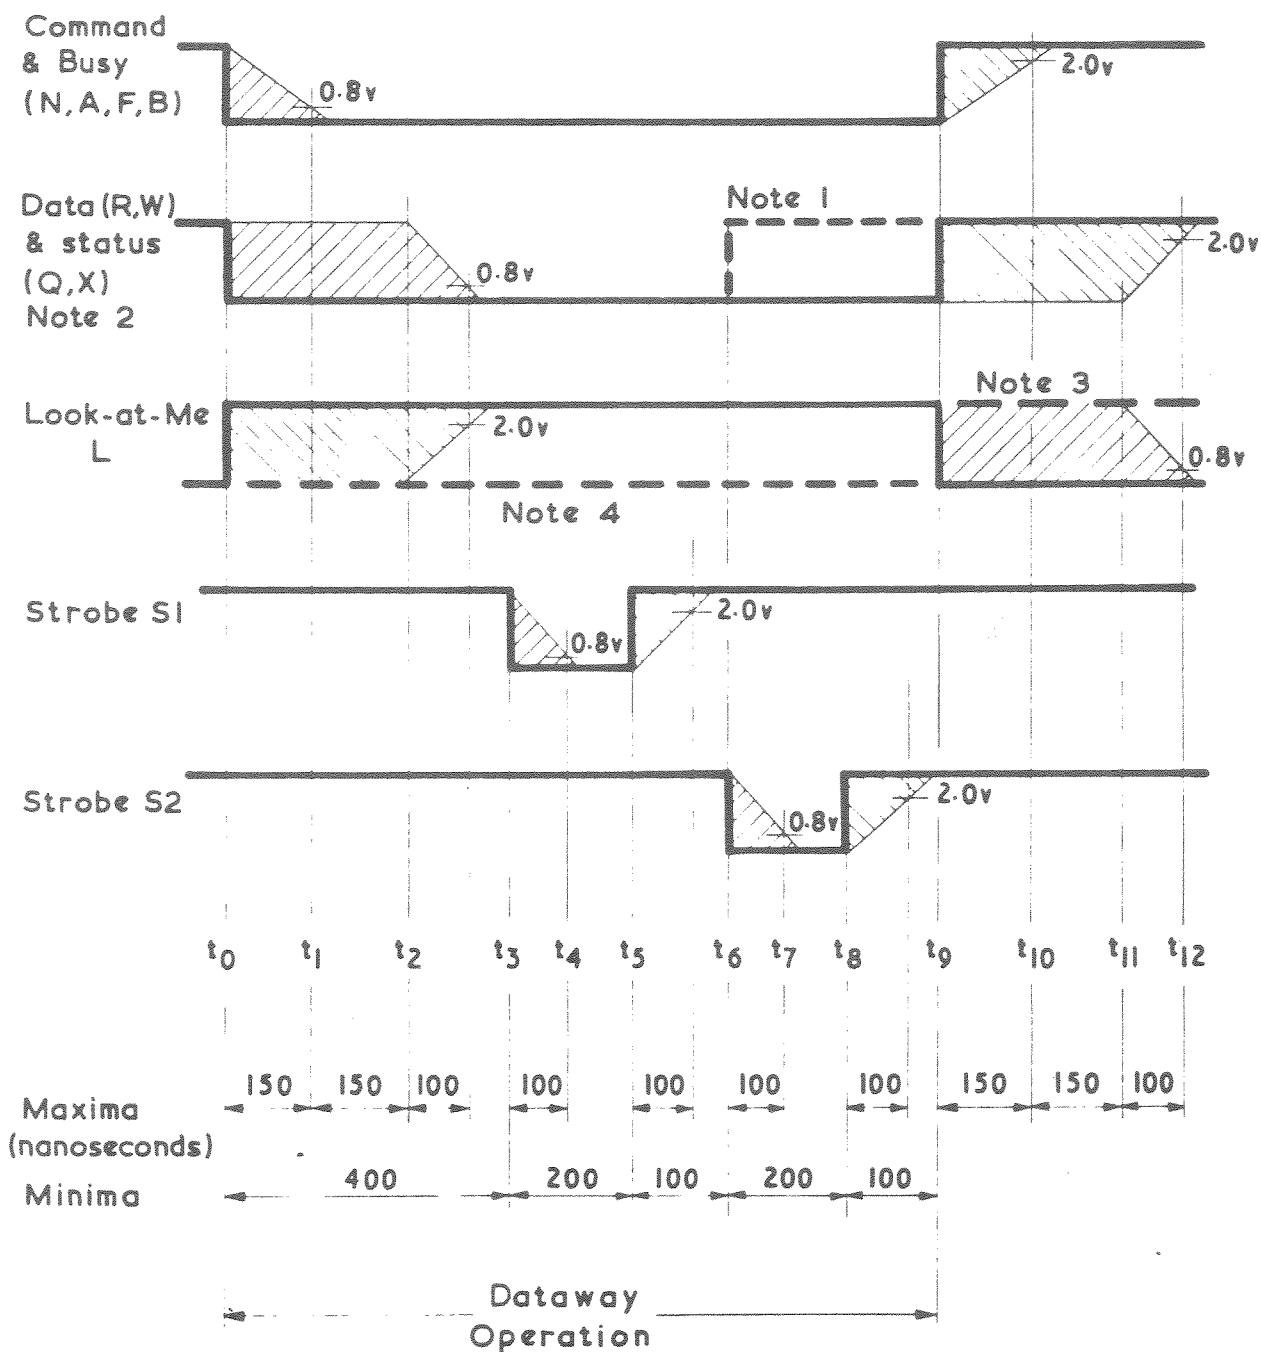 Command
& Busy
(N, A, F, B)
0.8v
2.0v
Data (R,W)
& status
(Q,X)
Note 2
Note 1
0.8v
2.0v
Look-at-Me
L
2.0v
Note 3
0.8v
Note 4
Strobe S1
0.8v
2.0v
Strobe S2
0.8v
2.0v
t0 t1 t2 t3 t4 t5 t6 t7 t8 t9 t10 t11 t12
150 150 100 100 100 100 100 150 150 100
Maxima
(nanoseconds)
Minima
400 200 100 200 100
Dataway
Operation